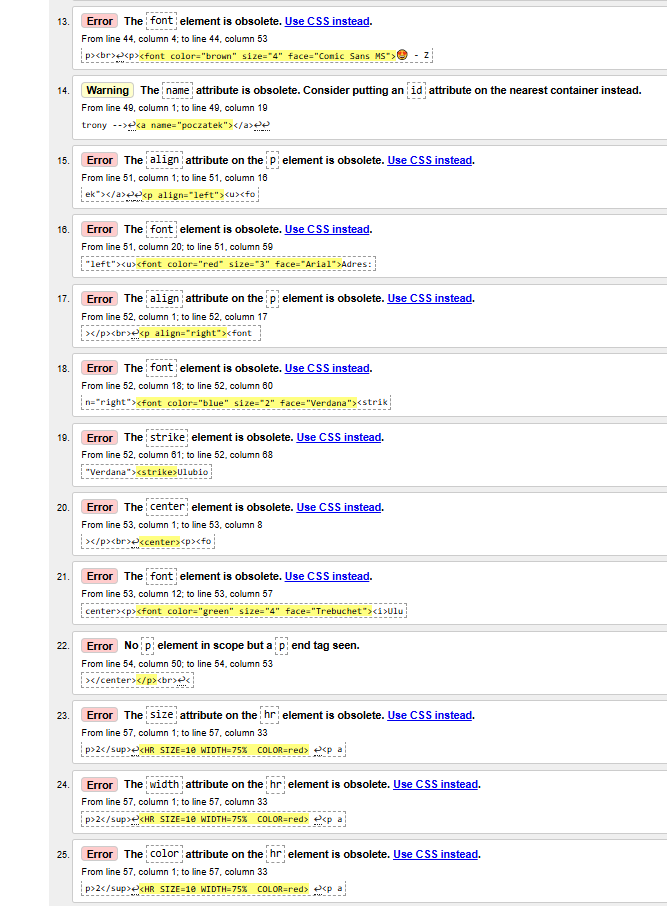 13. Error The font element is obsolete. Use CSS instead.
From line 44, column 4; to line 44, column 53
p><br>↩<p><font color="brown" size="4" face="Comic Sans MS">😍 - Z
14. Warning The name attribute is obsolete. Consider putting an id attribute on the nearest container instead.
From line 49, column 1; to line 49, column 19
trony -->↩<a name="poczatek"></a>↩↩
15. Error The align attribute on the p element is obsolete. Use CSS instead.
From line 51, column 1; to line 51, column 16
ek"></a>↩↩<p align="left"><u><fo
16. Error The font element is obsolete. Use CSS instead.
From line 51, column 20; to line 51, column 59
"left"><u><font color="red" size="3" face="Arial">Adres:
17. Error The align attribute on the p element is obsolete. Use CSS instead.
From line 52, column 1; to line 52, column 17
></p><br>↩<p align="right"><font
18. Error The font element is obsolete. Use CSS instead.
From line 52, column 18; to line 52, column 60
n="right"><font color="blue" size="2" face="Verdana"><strik
19. Error The strike element is obsolete. Use CSS instead.
From line 52, column 61; to line 52, column 68
"Verdana"><strike>Ulubio
20. Error The center element is obsolete. Use CSS instead.
From line 53, column 1; to line 53, column 8
></p><br>↩<center><p><fo
21. Error The font element is obsolete. Use CSS instead.
From line 53, column 12; to line 53, column 57
center><p><font color="green" size="4" face="Trebuchet"><i>Ulu
22. Error No p element in scope but a p end tag seen.
From line 54, column 50; to line 54, column 53
></center></p><br>↩<
23. Error The size attribute on the hr element is obsolete. Use CSS instead.
From line 57, column 1; to line 57, column 33
p>2</sup>↩<HR SIZE=10 WIDTH=75%  COLOR=red> ↩<p a
24. Error The width attribute on the hr element is obsolete. Use CSS instead.
From line 57, column 1; to line 57, column 33
p>2</sup>↩<HR SIZE=10 WIDTH=75%  COLOR=red> ↩<p a
25. Error The color attribute on the hr element is obsolete. Use CSS instead.
From line 57, column 1; to line 57, column 33
p>2</sup>↩<HR SIZE=10 WIDTH=75%  COLOR=red> ↩<p a